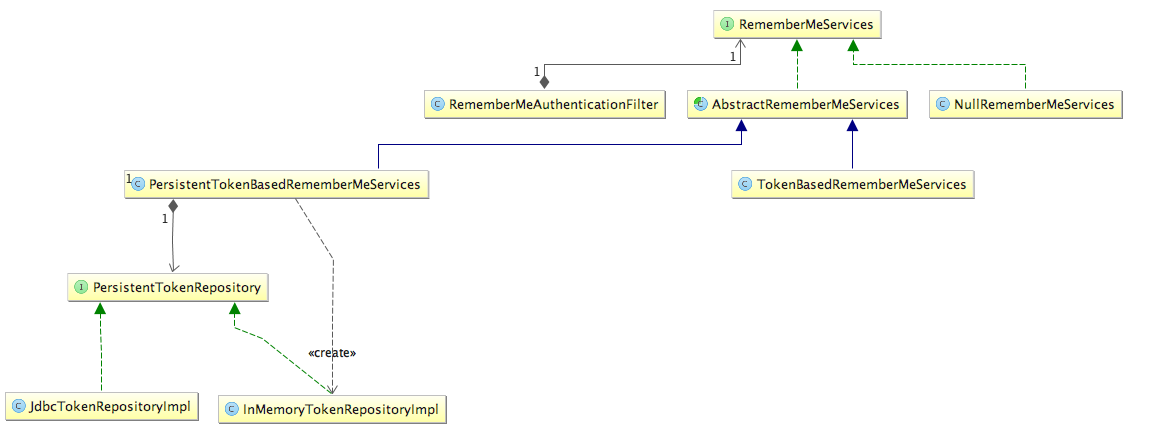 I RememberMeServices
1
1
C RememberMeAuthenticationFilter
C AbstractRememberMeServices
C NullRememberMeServices
1
C PersistentTokenBasedRememberMeServices
C TokenBasedRememberMeServices
1
I PersistentTokenRepository
«create»
C JdbcTokenRepositoryImpl
C InMemoryTokenRepositoryImpl